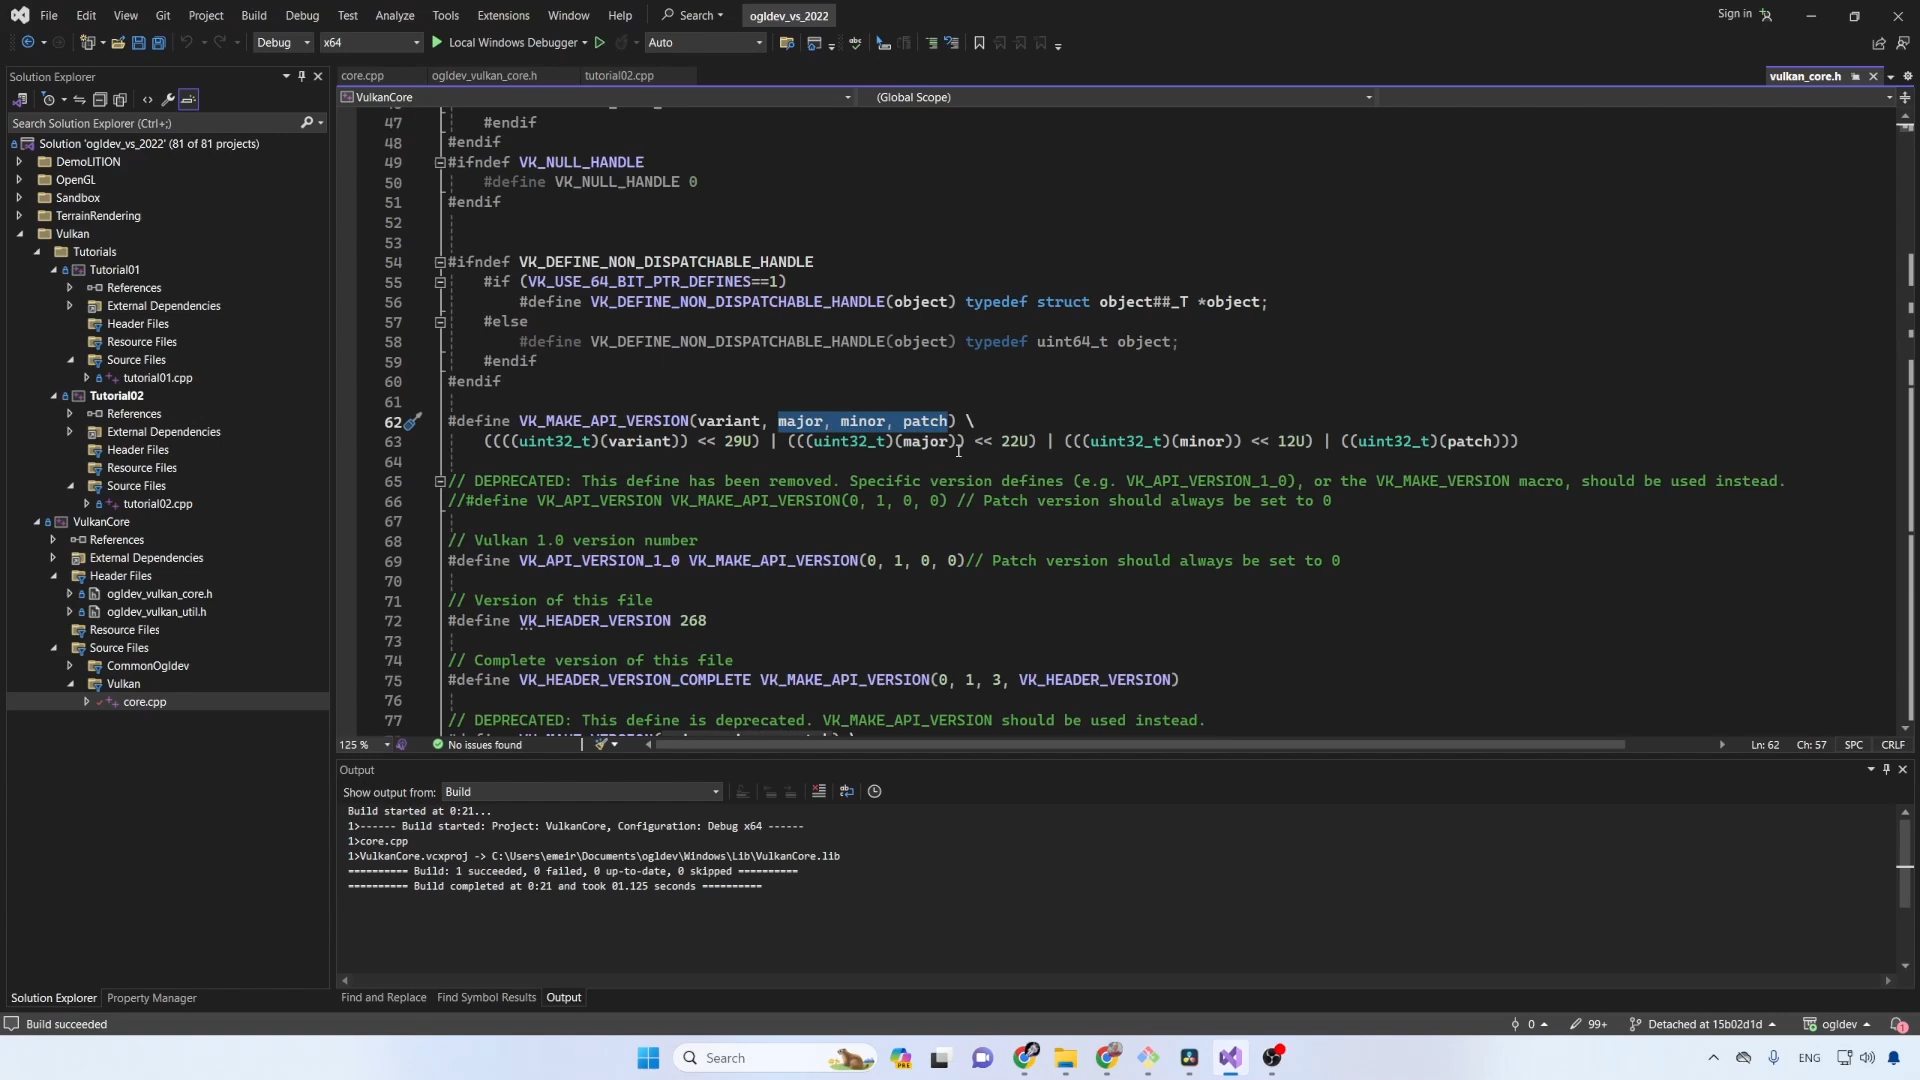 File Edit View Git Project Build Debug Test Analyze Tools Extensions Window Help Search ogldev_vs_2022 Sign in
Debug x64 Local Windows Debugger Auto
Solution Explorer
Search Solution Explorer (Ctrl+;)
Solution 'ogldev_vs_2022' (81 of 81 projects)
DemoLITION
OpenGL
Sandbox
TerrainRendering
Vulkan
Tutorials
Tutorial01
References
External Dependencies
Header Files
Resource Files
Source Files
tutorial01.cpp
Tutorial02
References
External Dependencies
Header Files
Resource Files
Source Files
tutorial02.cpp
VulkanCore
References
External Dependencies
Header Files
ogldev_vulkan_core.h
ogldev_vulkan_util.h
Resource Files
Source Files
CommonOgldev
Vulkan
core.cpp
Solution Explorer Property Manager
core.cpp ogldev_vulkan_core.h tutorial02.cpp vulkan_core.h
VulkanCore (Global Scope)
47 #endif
48 #endif
49 #ifndef VK_NULL_HANDLE
50 #define VK_NULL_HANDLE 0
51 #endif
52
53
54 #ifndef VK_DEFINE_NON_DISPATCHABLE_HANDLE
55 #if (VK_USE_64_BIT_PTR_DEFINES==1)
56 #define VK_DEFINE_NON_DISPATCHABLE_HANDLE(object) typedef struct object##_T *object;
57 #else
58 #define VK_DEFINE_NON_DISPATCHABLE_HANDLE(object) typedef uint64_t object;
59 #endif
60 #endif
61
62 #define VK_MAKE_API_VERSION(variant, major, minor, patch) \
63 ((((uint32_t)(variant)) << 29U) | (((uint32_t)(major)) << 22U) | (((uint32_t)(minor)) << 12U) | ((uint32_t)(patch)))
64
65 // DEPRECATED: This define has been removed. Specific version defines (e.g. VK_API_VERSION_1_0), or the VK_MAKE_VERSION macro, should be used instead.
66 //#define VK_API_VERSION VK_MAKE_API_VERSION(0, 1, 0, 0) // Patch version should always be set to 0
67
68 // Vulkan 1.0 version number
69 #define VK_API_VERSION_1_0 VK_MAKE_API_VERSION(0, 1, 0, 0)// Patch version should always be set to 0
70
71 // Version of this file
72 #define VK_HEADER_VERSION 268
73
74 // Complete version of this file
75 #define VK_HEADER_VERSION_COMPLETE VK_MAKE_API_VERSION(0, 1, 3, VK_HEADER_VERSION)
76
77 // DEPRECATED: This define is deprecated. VK_MAKE_API_VERSION should be used instead.
125 % No issues found Ln: 62 Ch: 57 SPC CRLF
Output
Show output from: Build
Build started at 0:21...
1>------ Build started: Project: VulkanCore, Configuration: Debug x64 ------
1>core.cpp
1>VulkanCore.vcxproj -> C:\Users\emeir\Documents\ogldev\Windows\Lib\VulkanCore.lib
========== Build: 1 succeeded, 0 failed, 0 up-to-date, 0 skipped ==========
========== Build completed at 0:21 and took 01.125 seconds ==========
Find and Replace Find Symbol Results Output
Build succeeded 0 99+ Detached at 15b02d1d ogldev 1
Search PRE ENG